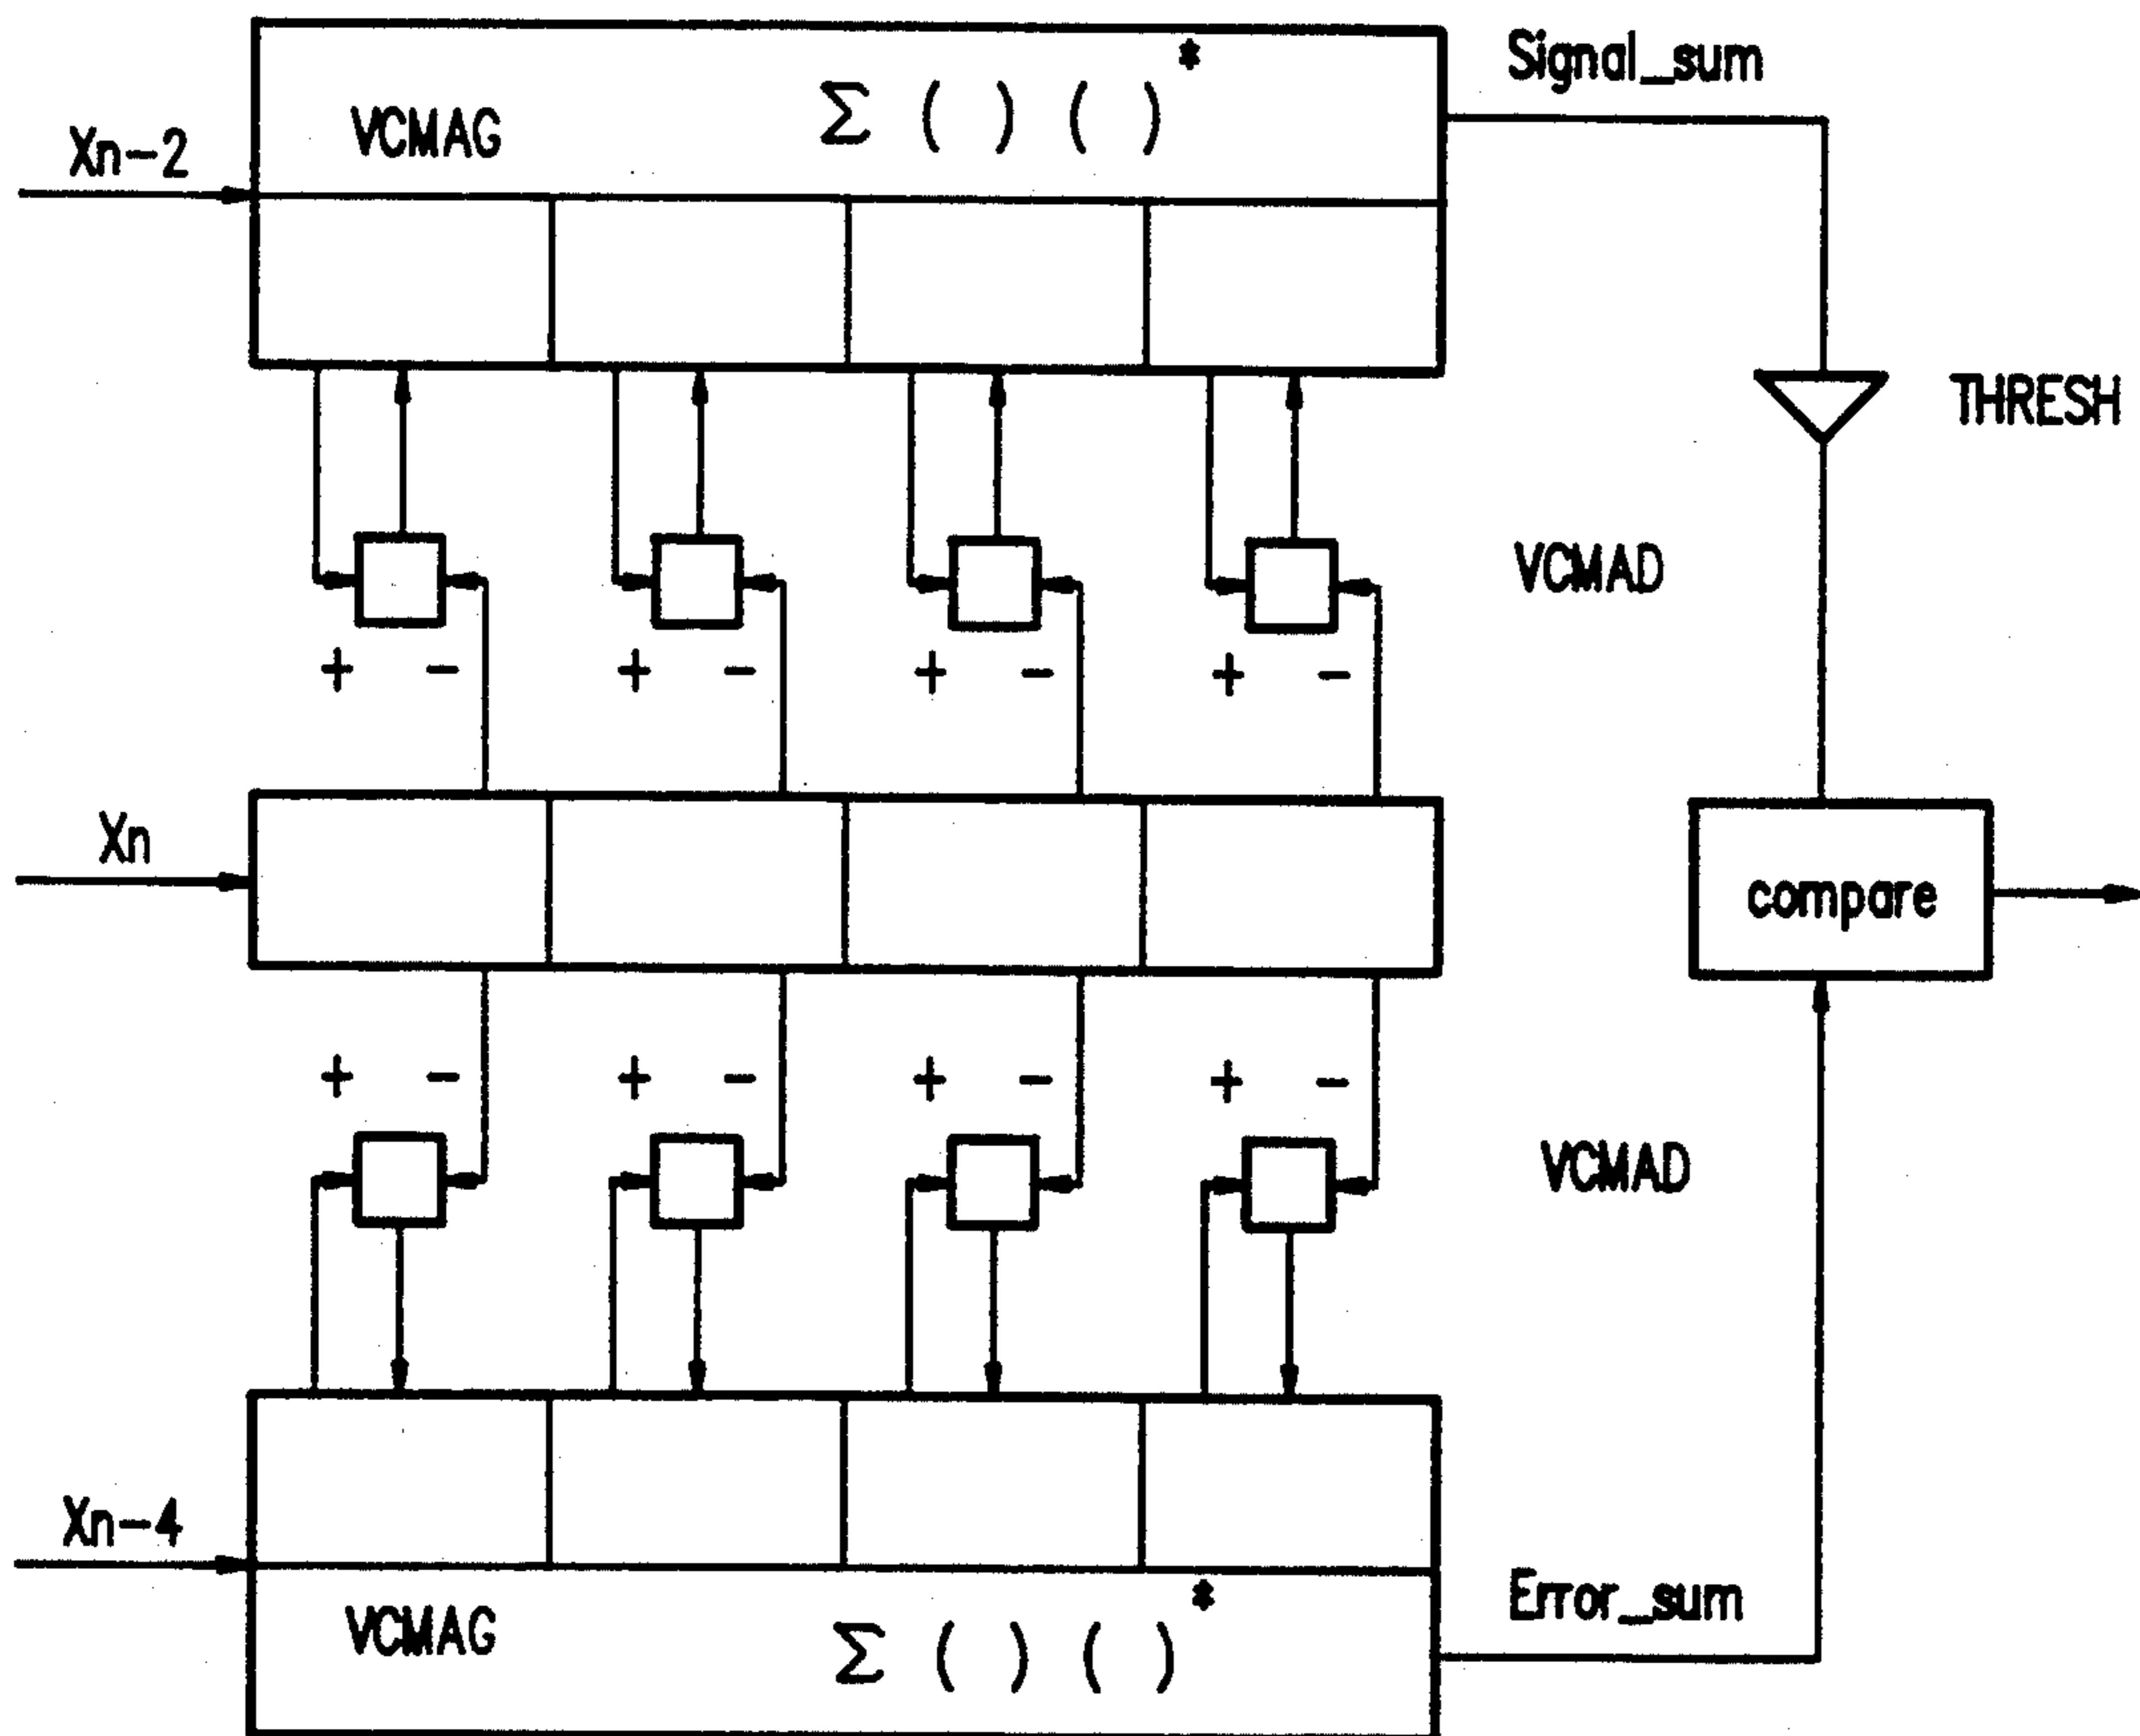 Signal_sum
VCMAG Σ ( ) ( )*
Xn-2
THRESH
VCMAD
+ - + - + - + -
Xn
compare
+ - + - + - + -
VCMAD
Xn-4
Error_sum
VCMAG Σ ( ) ( )*